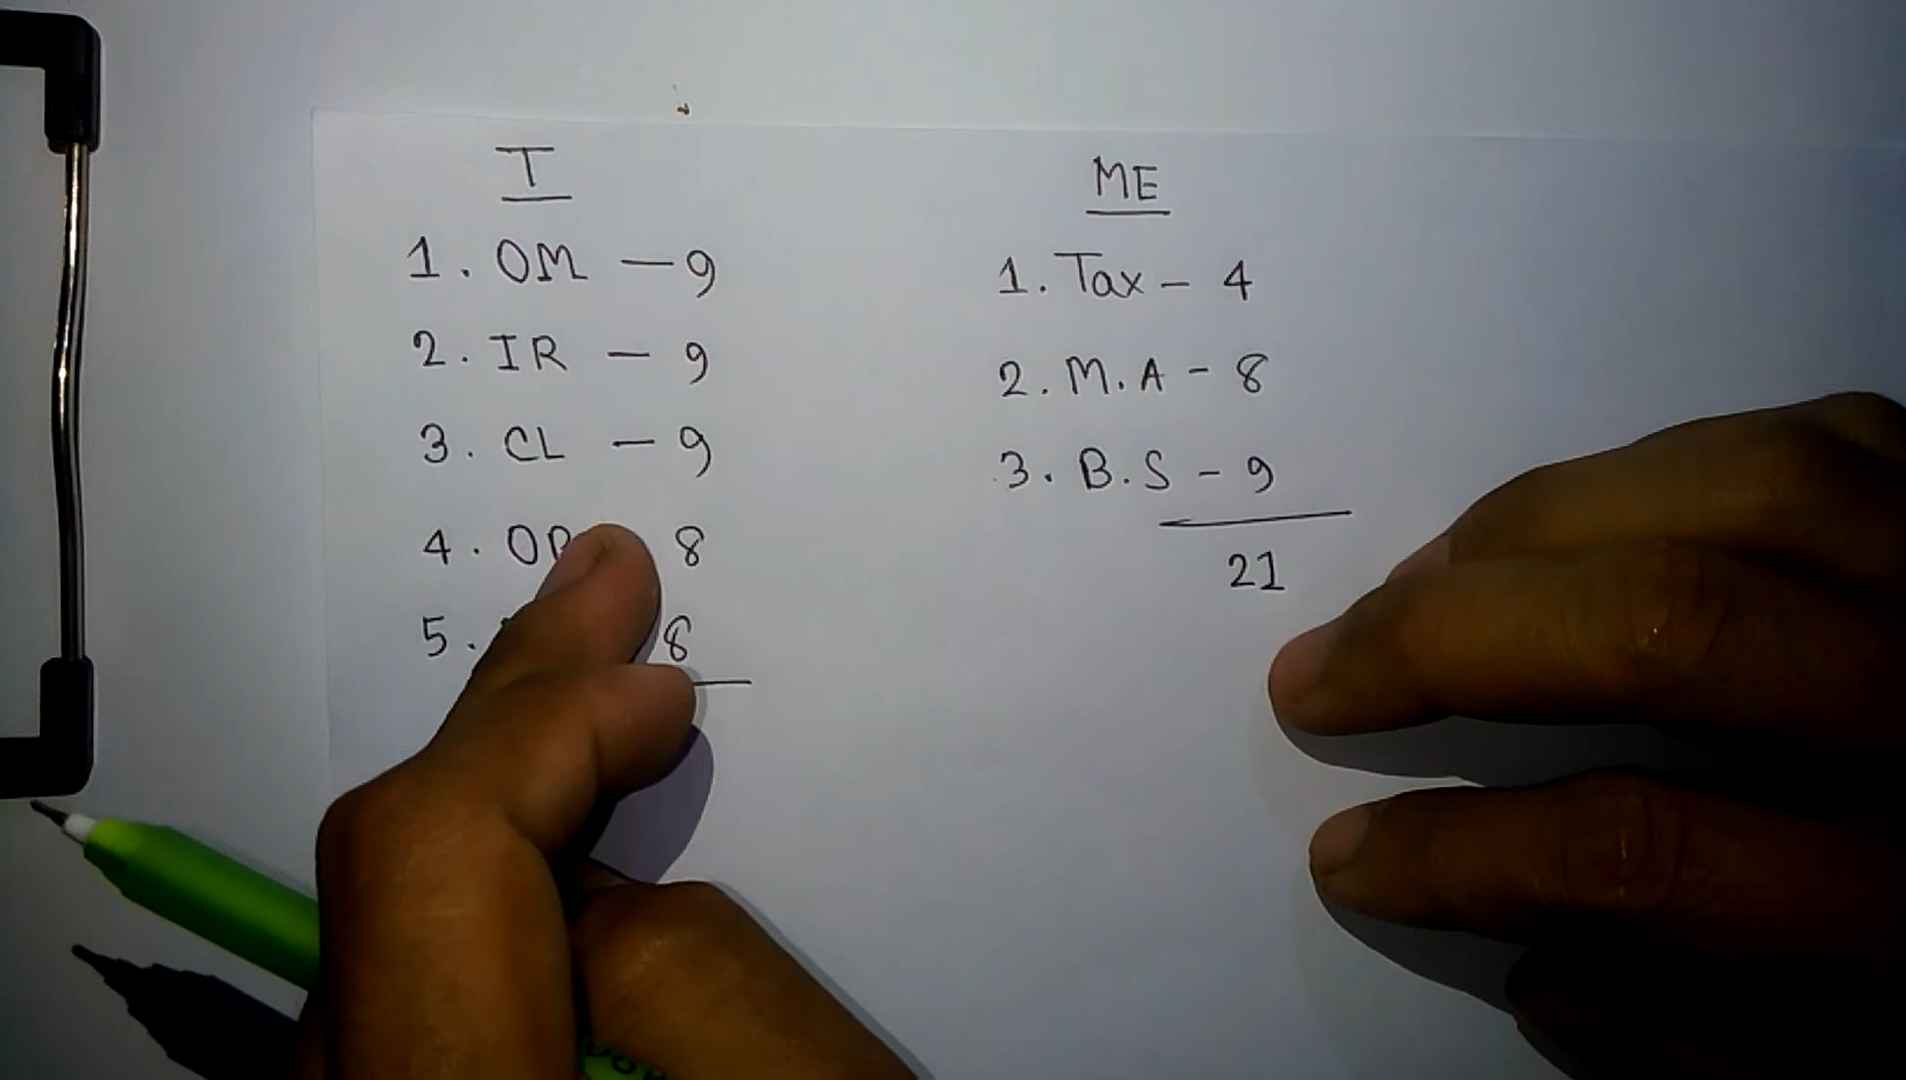 I
1. OM - 9
2. IR - 9
3. CL - 9
4. 8
5. 8
ME
1. Tax - 4
2. M.A - 8
3. B.S - 9
21